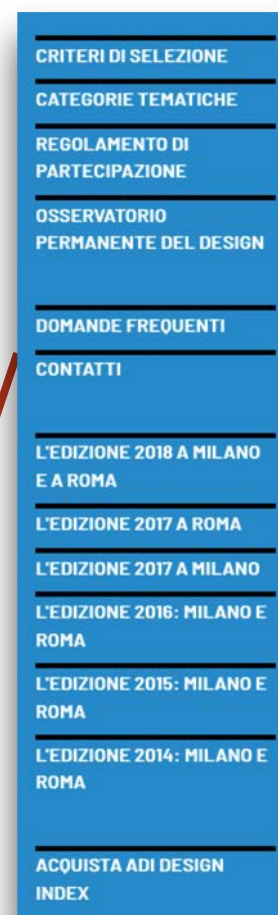 CRITERI DI SELEZIONE
CATEGORIE TEMATICHE
REGOLAMENTO DI
PARTECIPAZIONE
OSSERVATORIO
PERMANENTE DEL DESIGN
DOMANDE FREQUENTI
CONTATTI
L'EDIZIONE 2018 A MILANO
E A ROMA
L'EDIZIONE 2017 A ROMA
L'EDIZIONE 2017 A MILANO
L'EDIZIONE 2016: MILANO E
ROMA
L'EDIZIONE 2015: MILANO E
ROMA
L'EDIZIONE 2014: MILANO E
ROMA
ACQUISTA ADI DESIGN
INDEX